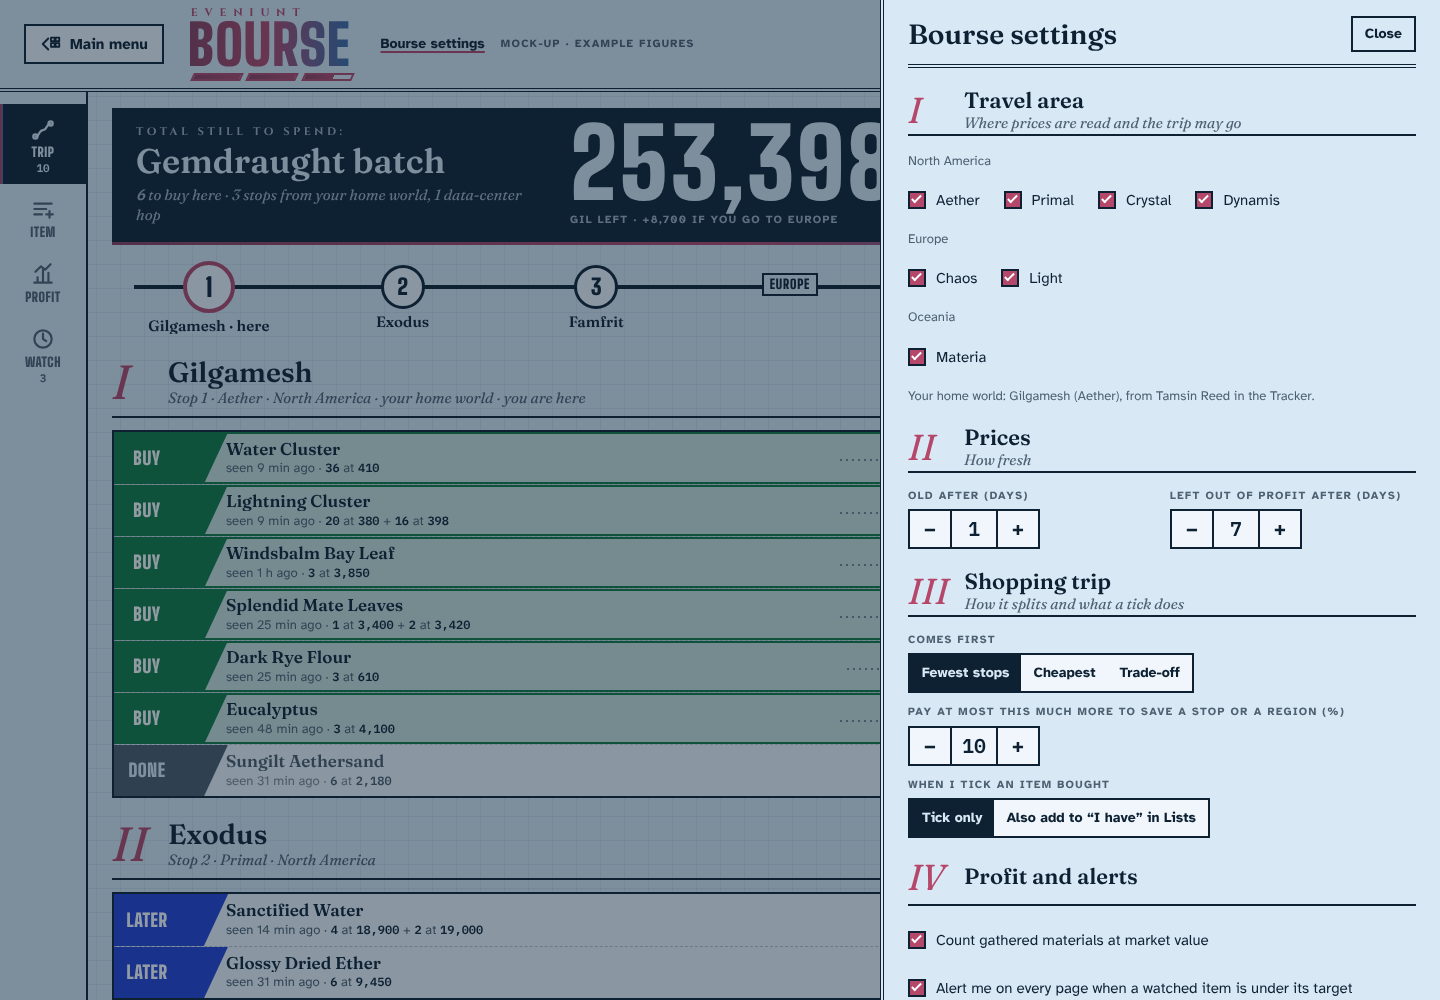 Main menu
EVENIUNT
BOURSE
Bourse settings
MOCK-UP · EXAMPLE FIGURES
TRIP
10
ITEM
PROFIT
WATCH
3
TOTAL STILL TO SPEND:
Gemdraught batch
6 to buy here · 3 stops from your home world, 1 data-center
hop
253,398
GIL LEFT · +8,700 IF YOU GO TO EUROPE
1
2
3
EUROPE
Gilgamesh · here
Exodus
Famfrit
I
Gilgamesh
Stop 1 · Aether · North America · your home world · you are here
BUY
Water Cluster
seen 9 min ago · 36 at 410
BUY
Lightning Cluster
seen 9 min ago · 20 at 380 + 16 at 398
BUY
Windsbalm Bay Leaf
seen 1 h ago · 3 at 3,850
BUY
Splendid Mate Leaves
seen 25 min ago · 1 at 3,400 + 2 at 3,420
BUY
Dark Rye Flour
seen 25 min ago · 3 at 610
BUY
Eucalyptus
seen 48 min ago · 3 at 4,100
DONE
Sungilt Aethersand
seen 31 min ago · 6 at 2,180
II
Exodus
Stop 2 · Primal · North America
LATER
Sanctified Water
seen 14 min ago · 4 at 18,900 + 2 at 19,000
LATER
Glossy Dried Ether
seen 31 min ago · 6 at 9,450
Bourse settings
Close
I
Travel area
Where prices are read and the trip may go
North America
Aether
Primal
Crystal
Dynamis
Europe
Chaos
Light
Oceania
Materia
Your home world: Gilgamesh (Aether), from Tamsin Reed in the Tracker.
II
Prices
How fresh
OLD AFTER (DAYS)
LEFT OUT OF PROFIT AFTER (DAYS)
− 1 +
− 7 +
III
Shopping trip
How it splits and what a tick does
COMES FIRST
Fewest stops
Cheapest
Trade-off
PAY AT MOST THIS MUCH MORE TO SAVE A STOP OR A REGION (%)
− 10 +
WHEN I TICK AN ITEM BOUGHT
Tick only
Also add to “I have” in Lists
IV
Profit and alerts
Count gathered materials at market value
Alert me on every page when a watched item is under its target